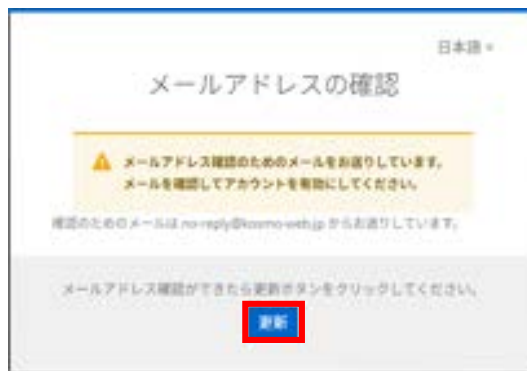 日本語
メールアドレスの確認
メールアドレス確認のためのメールをお送りしています。
メールを確認してアカウントを有効にしてください。
確認のためのメールは no-reply@kosmo-web.jp からお送りしています。
メールアドレス確認ができたら更新ボタンをクリックしてください。
更新